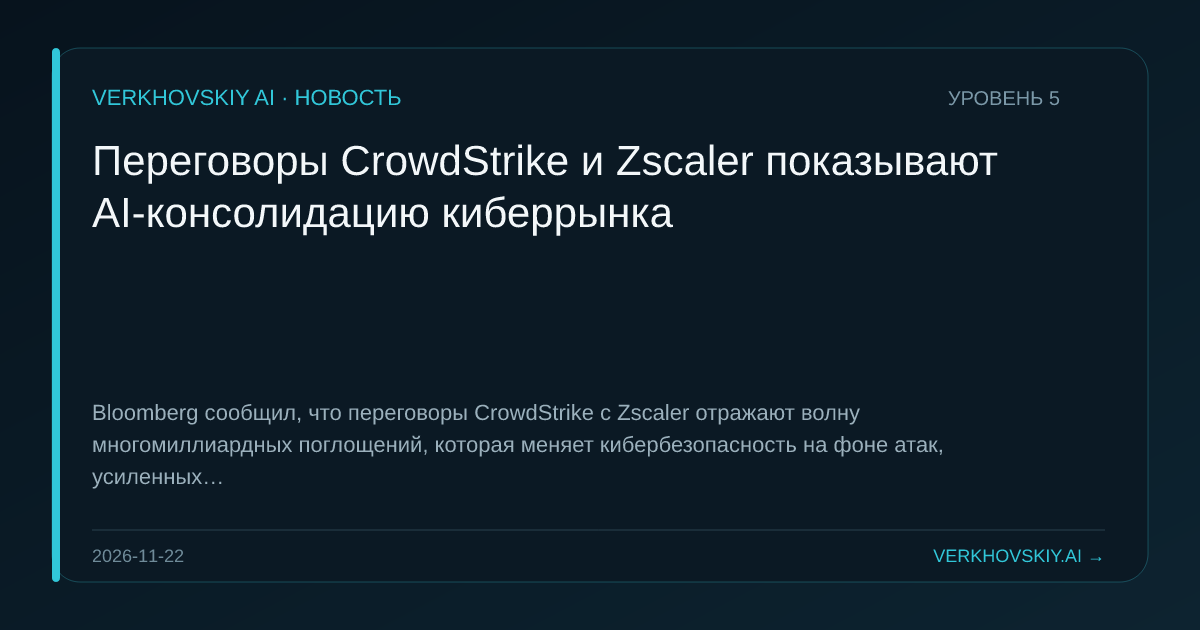 VERKHOVSKIY AI · НОВОСТЬ
УРОВЕНЬ 5
Переговоры CrowdStrike и Zscaler показывают
AI-консолидацию киберрынка
Bloomberg сообщил, что переговоры CrowdStrike с Zscaler отражают волну
многомиллиардных поглощений, которая меняет кибербезопасность на фоне атак,
усиленных…
2026-11-22
VERKHOVSKIY.AI →